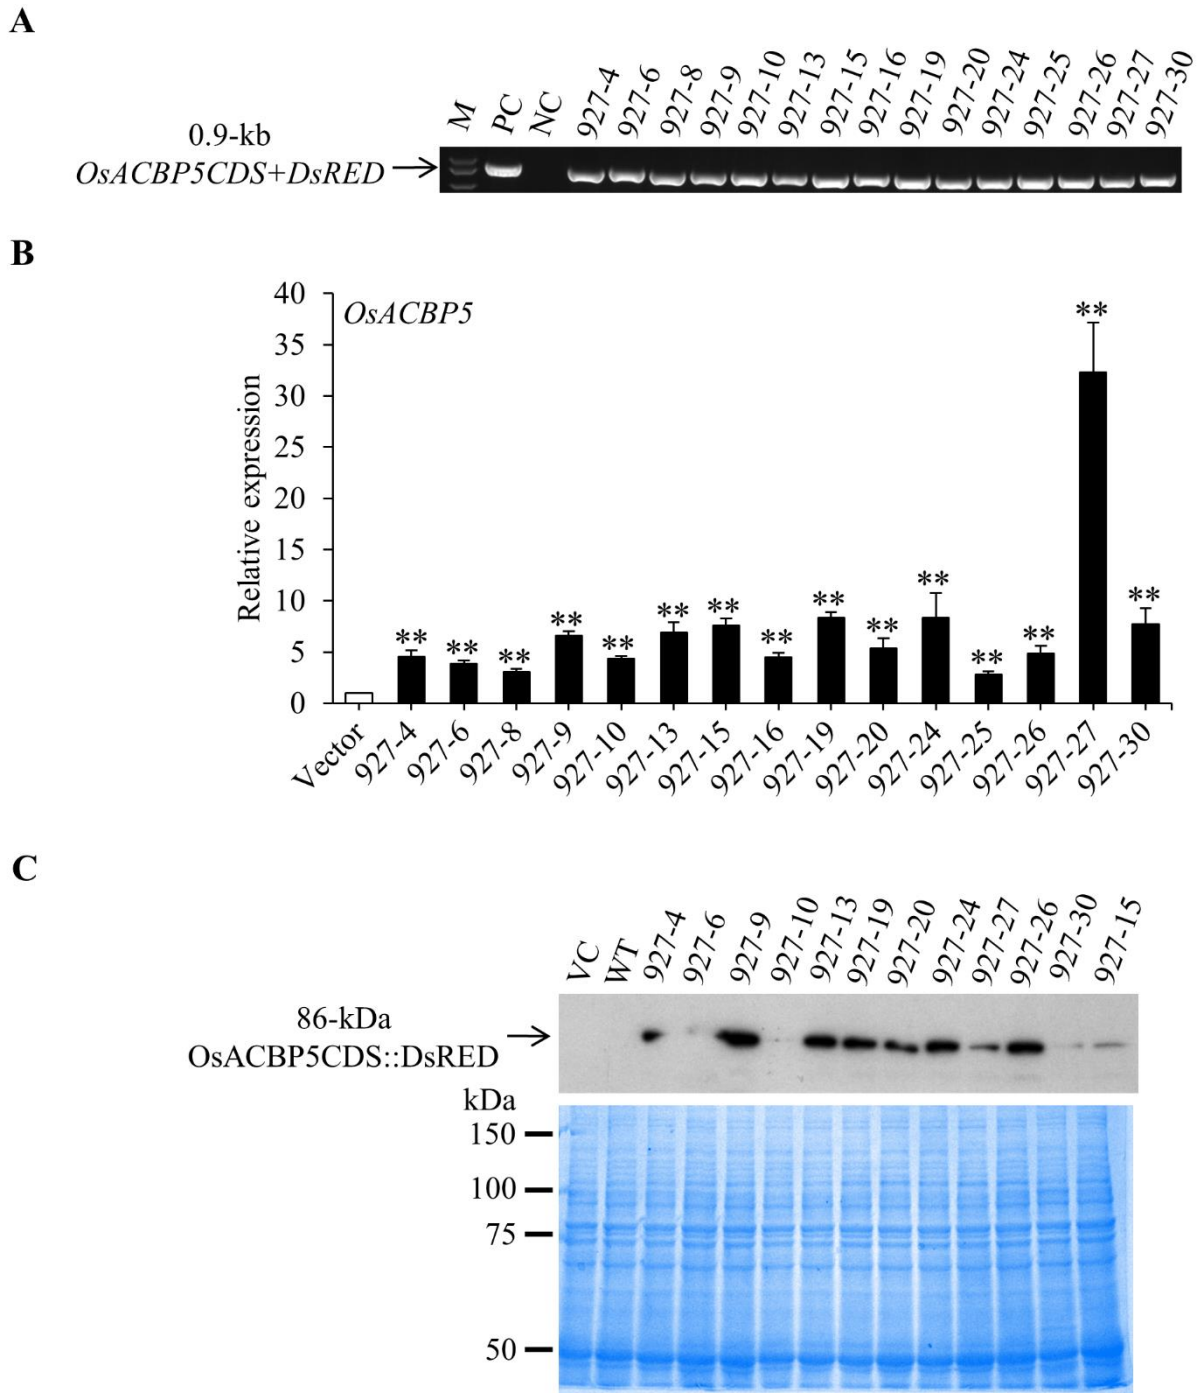 A
M PC NC 927-4 927-6 927-8 927-9 927-10 927-13 927-15 927-16 927-19 927-20 927-24 927-25 927-26 927-27 927-30
0.9-kb
OsACBP5CDS+DsRED
B
OsACBP5
Relative expression
40
35
30
25
20
15
10
5
0
** ** ** ** ** ** ** ** ** ** ** ** ** ** **
Vector 927-4 927-6 927-8 927-9 927-10 927-13 927-15 927-16 927-19 927-20 927-24 927-25 927-26 927-27 927-30
C
VC WT 927-4 927-6 927-9 927-10 927-13 927-19 927-20 927-24 927-27 927-26 927-30 927-15
86-kDa
OsACBP5CDS::DsRED
kDa
150
100
75
50